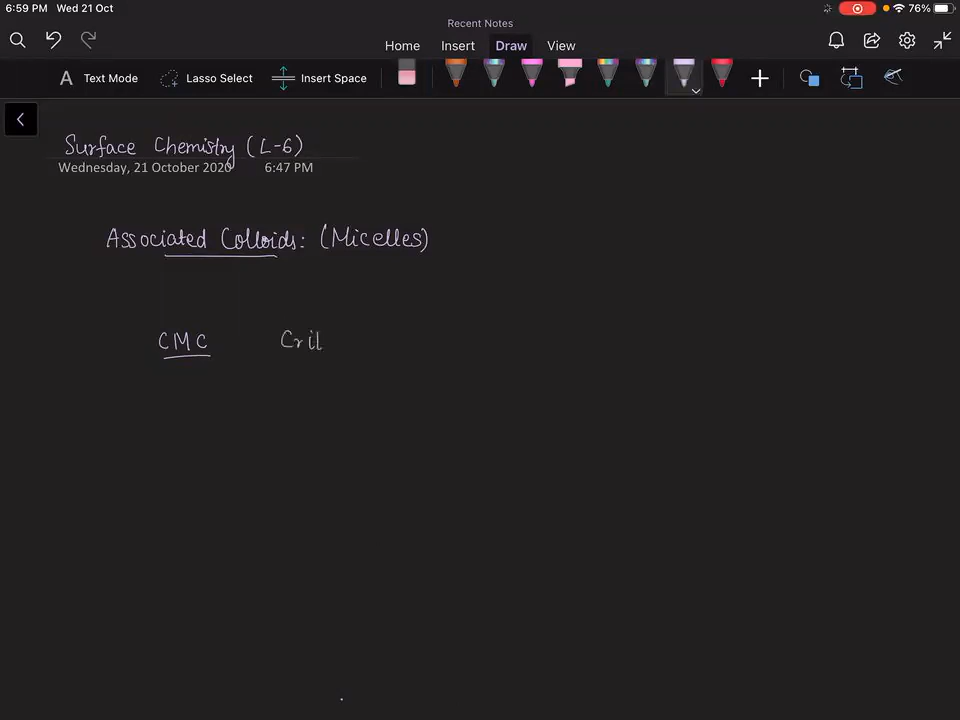 6:59 PM Wed 21 Oct
76%
Recent Notes
Home Insert Draw View
A Text Mode Lasso Select Insert Space
Surface Chemistry (L-6)
Wednesday, 21 October 2020 6:47 PM
Associated Colloids: (Micelles)
CMC Cril